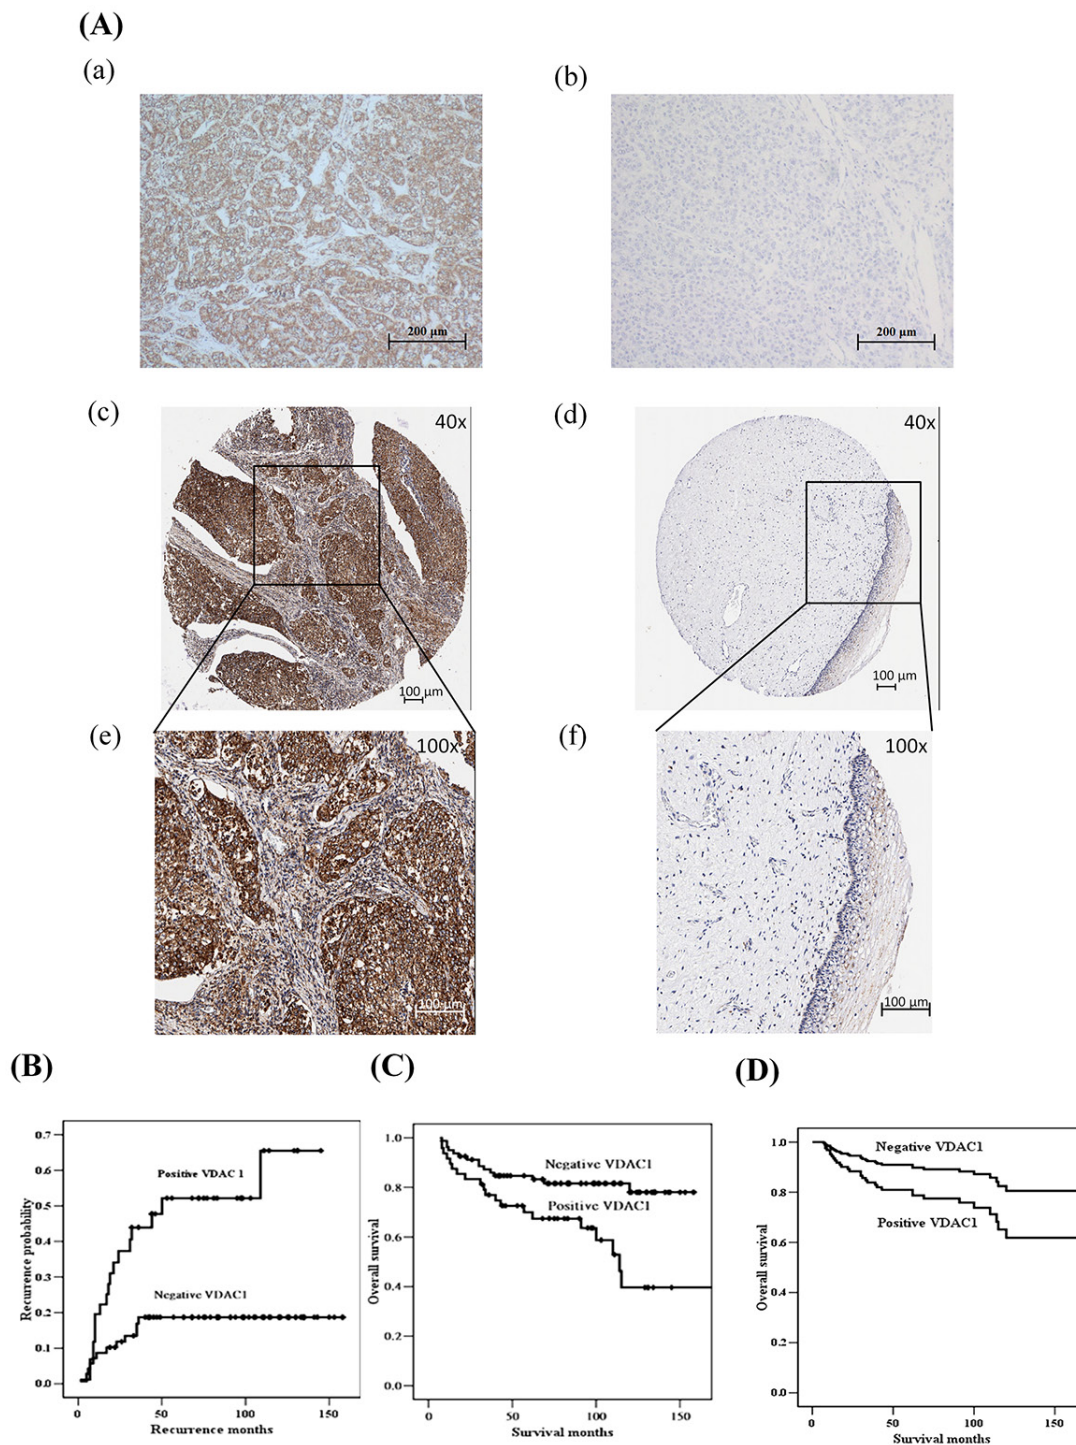 (A)
(a)
(b)
200 µm
200 µm
(c)
40x
(d)
40x
100 µm
100 µm
(e)
100x
(f)
100x
100 µm
100 µm
(B)
(C)
(D)
Recurrence probability
0.7
0.6
0.5
0.4
0.3
0.2
0.1
0.0
Positive VDAC 1
Negative VDAC1
0
50
100
150
Recurrence months
Overall survival
1.0
0.8
0.6
0.4
0.2
0.0
Negative VDAC1
Positive VDAC1
0
50
100
150
Survival months
Overall survival
1.0
0.8
0.6
0.4
0.2
0.0
Negative VDAC1
Positive VDAC1
0
50
100
150
Survival months